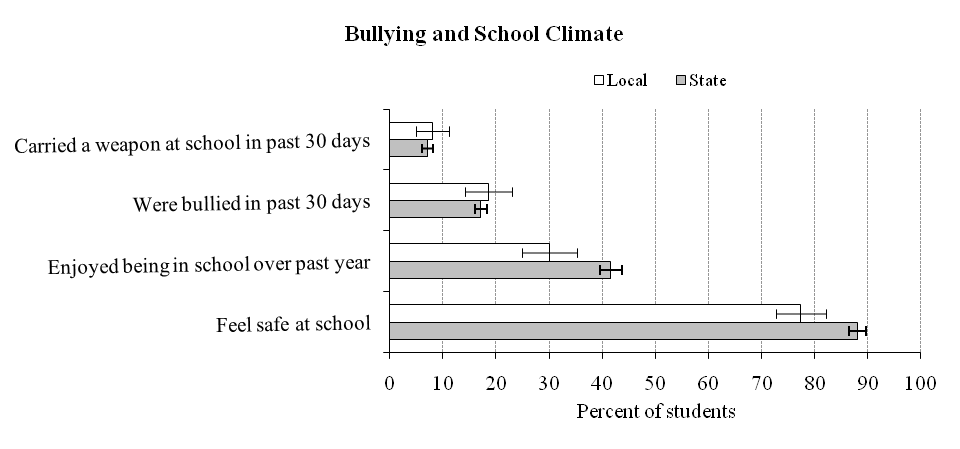 Bullying and School Climate
Local State
Carried a weapon at school in past 30 days
Were bullied in past 30 days
Enjoyed being in school over past year
Feel safe at school
0 10 20 30 40 50 60 70 80 90 100
Percent of students